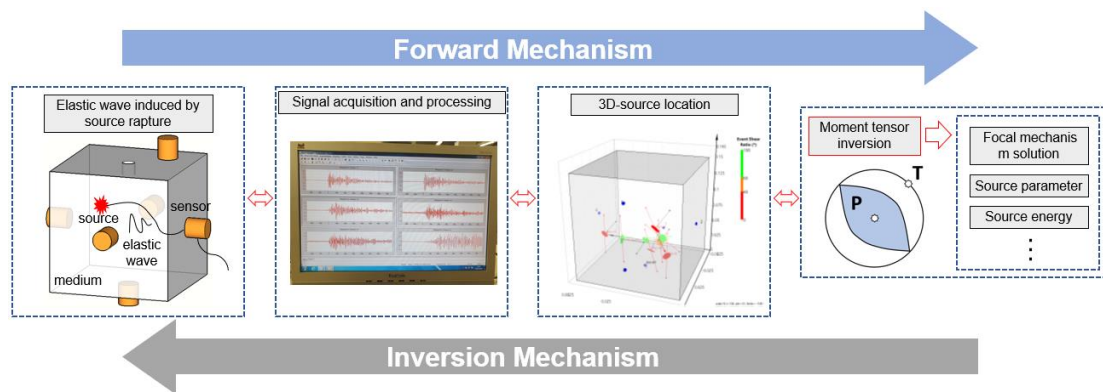 Forward Mechanism
Elastic wave induced by
source rapture
source
sensor
elastic
wave
medium
Signal acquisition and processing
3D-source location
Moment tensor
inversion
T
P
Focal mechanis
m solution
Source parameter
Source energy
Inversion Mechanism